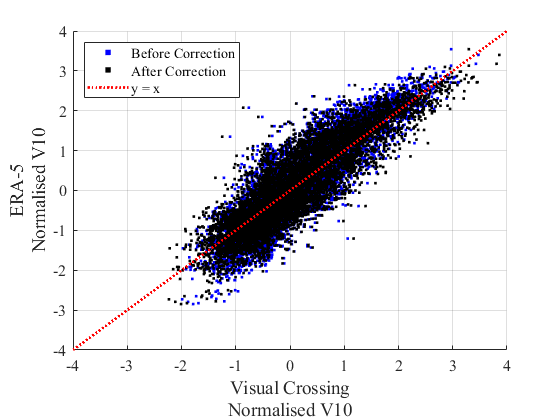 Before Correction
After Correction
y = x
4
3
2
1
0
-1
-2
-3
-4
ERA-5
Normalised V10
-4 -3 -2 -1 0 1 2 3 4
Visual Crossing
Normalised V10